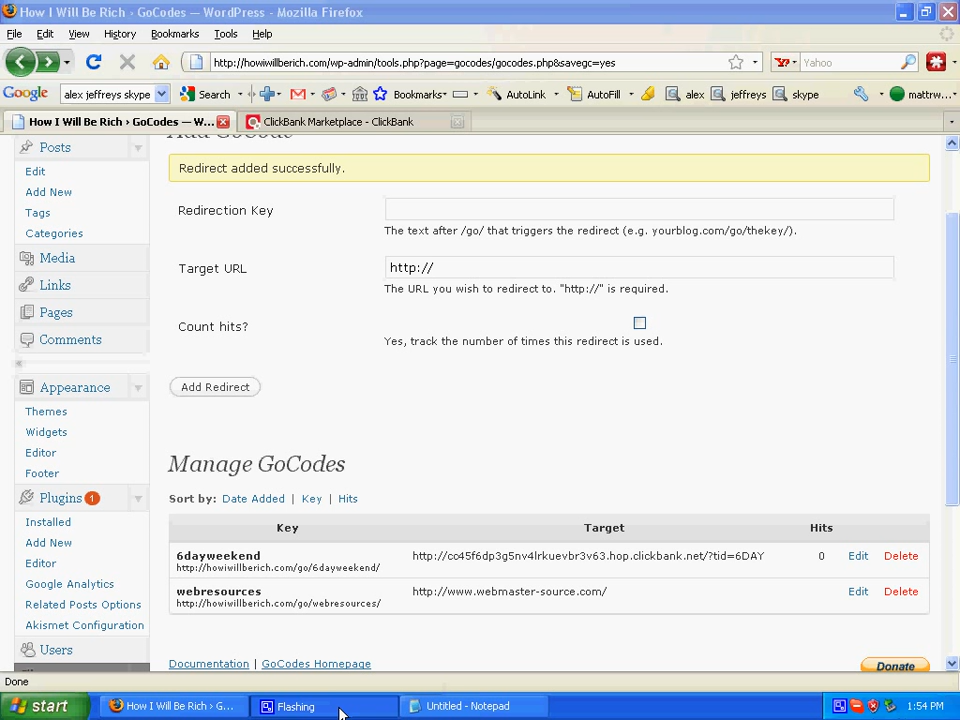 How I Will Be Rich › GoCodes — WordPress - Mozilla Firefox
File Edit View History Bookmarks Tools Help
http://howiwillberich.com/wp-admin/tools.php?page=gocodes/gocodes.php&savegc=yes
Yahoo
Google alex jeffreys skype Search Bookmarks AutoLink AutoFill alex jeffreys skype mattrw...
How I Will Be Rich › GoCodes — W... ClickBank Marketplace - ClickBank
Add GoCode
Posts
Edit
Add New
Tags
Categories
Media
Links
Pages
Comments
Appearance
Themes
Widgets
Editor
Footer
Plugins 1
Installed
Add New
Editor
Google Analytics
Related Posts Options
Akismet Configuration
Users
Redirect added successfully.
Redirection Key
The text after /go/ that triggers the redirect (e.g. yourblog.com/go/thekey/).
Target URL http://
The URL you wish to redirect to. "http://" is required.
Count hits?
Yes, track the number of times this redirect is used.
Add Redirect
Manage GoCodes
Sort by: Date Added | Key | Hits
Key Target Hits
6dayweekend http://cc45f6dp3g5nv4lrkuevbr3v63.hop.clickbank.net/?tid=6DAY 0 Edit Delete
http://howiwillberich.com/go/6dayweekend/
webresources http://www.webmaster-source.com/ Edit Delete
http://howiwillberich.com/go/webresources/
Documentation | GoCodes Homepage Donate
Done
start How I Will Be Rich › G... Flashing Untitled - Notepad 1:54 PM